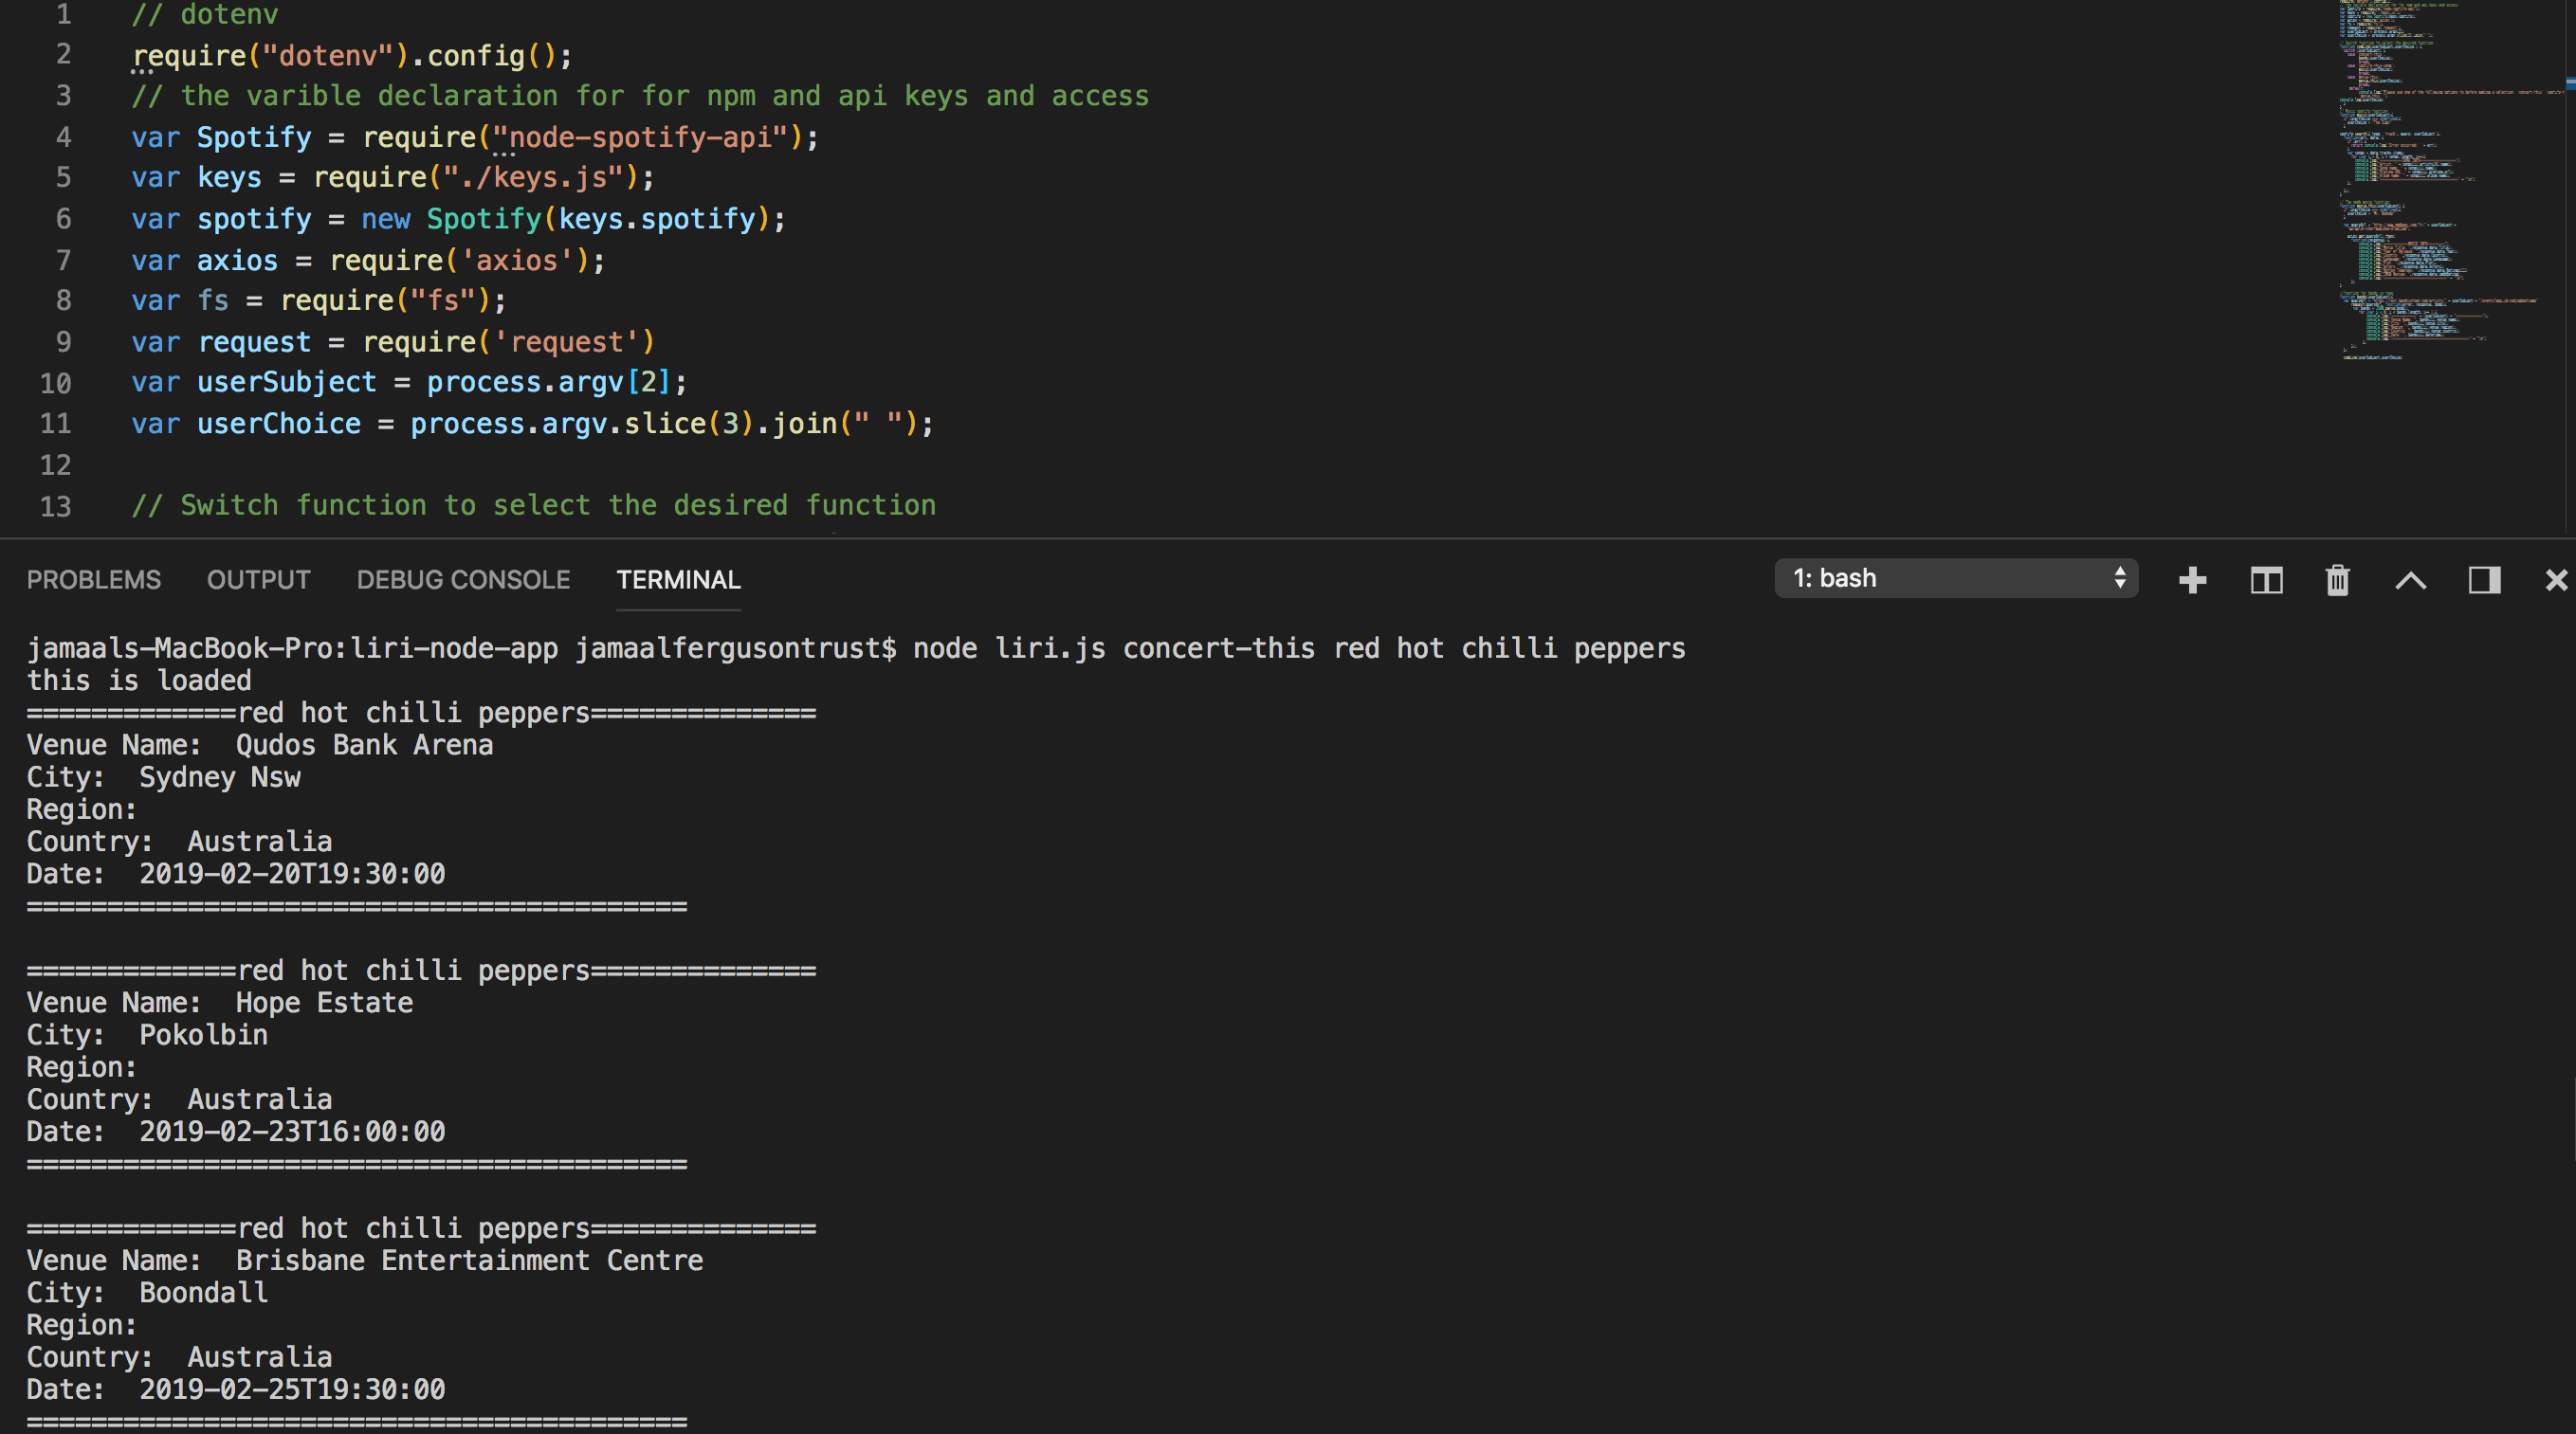 1 // dotenv
2 require("dotenv").config();
3 // the varible declaration for for npm and api keys and access
4 var Spotify = require("node-spotify-api");
5 var keys = require("./keys.js");
6 var spotify = new Spotify(keys.spotify);
7 var axios = require('axios');
8 var fs = require("fs");
9 var request = require('request')
10 var userSubject = process.argv[2];
11 var userChoice = process.argv.slice(3).join(" ");
12
13 // Switch function to select the desired function
PROBLEMS OUTPUT DEBUG CONSOLE TERMINAL 1: bash
jamaals-MacBook-Pro:liri-node-app jamaalfergusontrust$ node liri.js concert-this red hot chilli peppers
this is loaded
=============red hot chilli peppers==============
Venue Name:  Qudos Bank Arena
City:  Sydney Nsw
Region:
Country:  Australia
Date:  2019-02-20T19:30:00
=========================================
=============red hot chilli peppers==============
Venue Name:  Hope Estate
City:  Pokolbin
Region:
Country:  Australia
Date:  2019-02-23T16:00:00
=========================================
=============red hot chilli peppers==============
Venue Name:  Brisbane Entertainment Centre
City:  Boondall
Region:
Country:  Australia
Date:  2019-02-25T19:30:00
=========================================